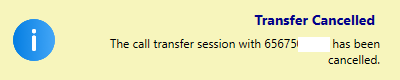 Transfer Cancelled
The call transfer session with 65675 has been
cancelled.